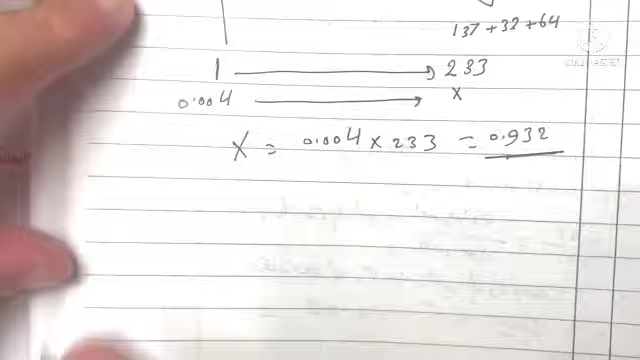 137 + 32 + 64
1 → 233
0.004 → x
X = 0.004 x 233 = 0.932